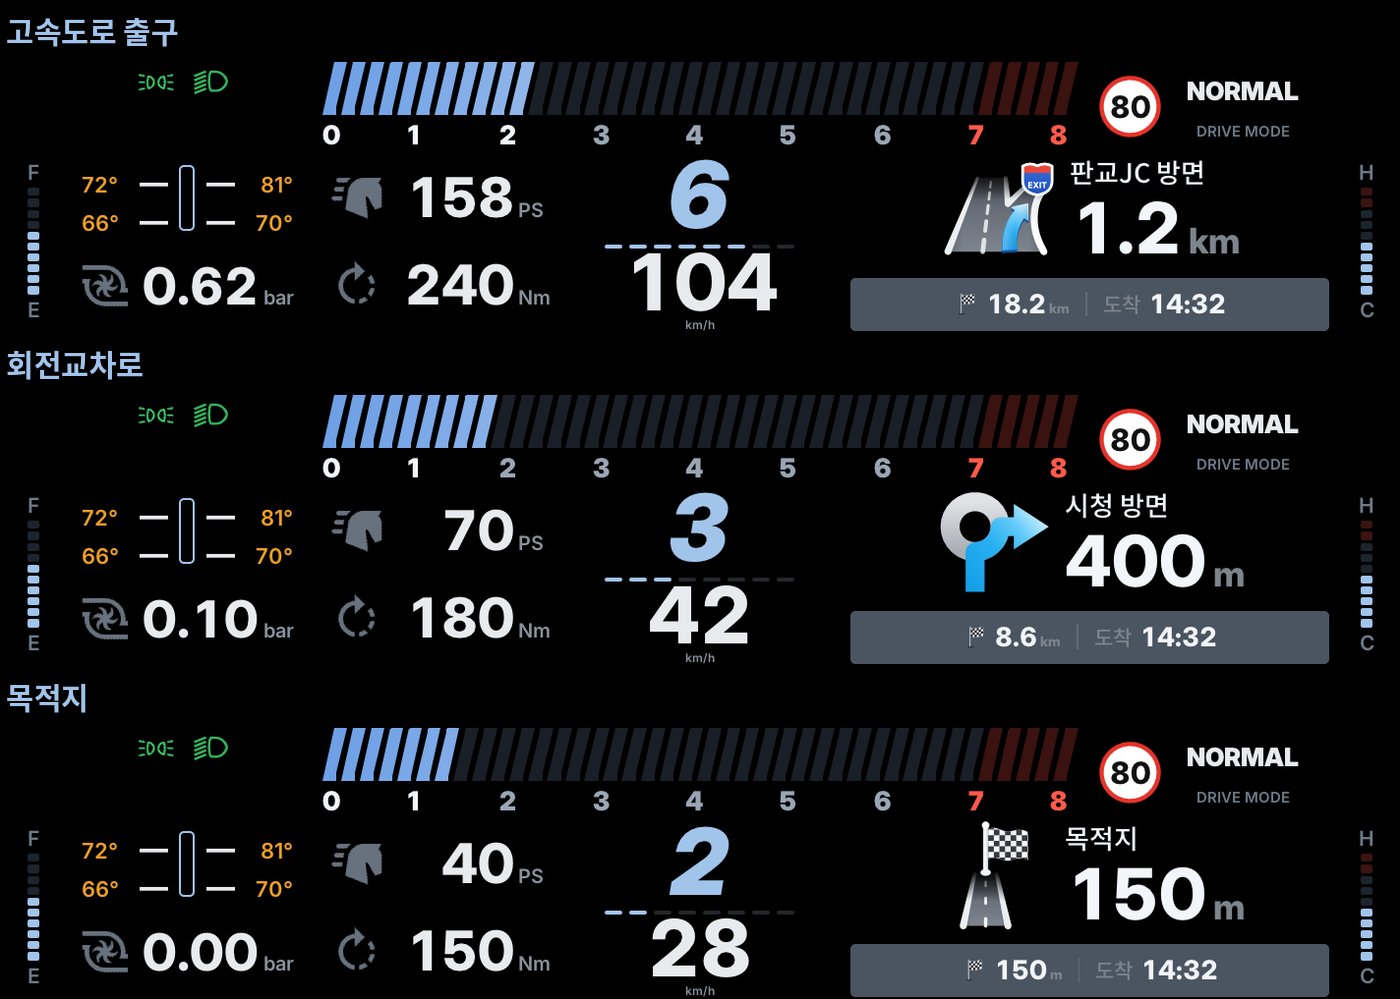 고속도로 출구
0 1 2 3 4 5 6 7 8
80
NORMAL
DRIVE MODE
F
72° 81°
66° 70°
E
0.62 bar
158 PS
240 Nm
6
104
km/h
EXIT
판교JC 방면
1.2 km
18.2 km 도착 14:32
H
C
회전교차로
0 1 2 3 4 5 6 7 8
80
NORMAL
DRIVE MODE
F
72° 81°
66° 70°
E
0.10 bar
70 PS
180 Nm
3
42
km/h
시청 방면
400 m
8.6 km 도착 14:32
H
C
목적지
0 1 2 3 4 5 6 7 8
80
NORMAL
DRIVE MODE
F
72° 81°
66° 70°
E
0.00 bar
40 PS
150 Nm
2
28
km/h
목적지
150 m
150 m 도착 14:32
H
C